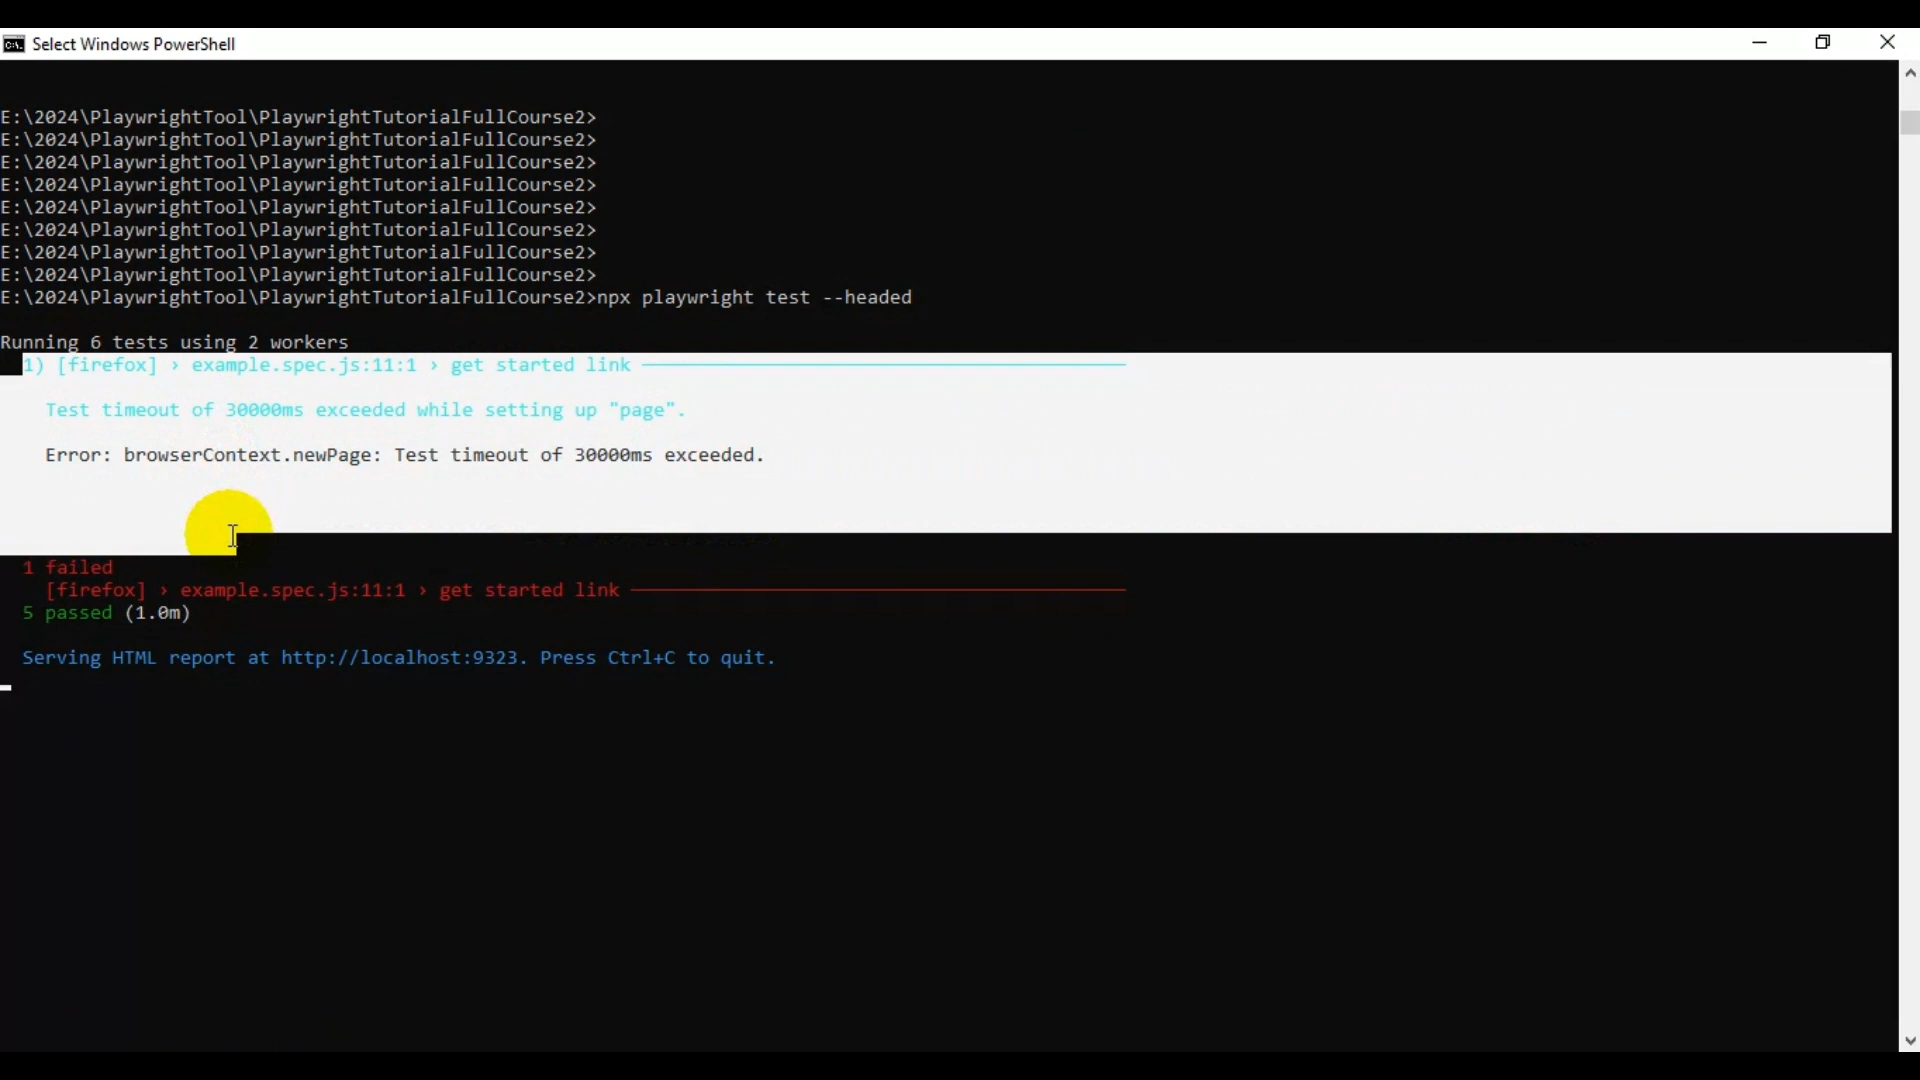 Select Windows PowerShell
E:\2024\PlaywrightTool\PlaywrightTutorialFullCourse2>
E:\2024\PlaywrightTool\PlaywrightTutorialFullCourse2>
E:\2024\PlaywrightTool\PlaywrightTutorialFullCourse2>
E:\2024\PlaywrightTool\PlaywrightTutorialFullCourse2>
E:\2024\PlaywrightTool\PlaywrightTutorialFullCourse2>
E:\2024\PlaywrightTool\PlaywrightTutorialFullCourse2>
E:\2024\PlaywrightTool\PlaywrightTutorialFullCourse2>
E:\2024\PlaywrightTool\PlaywrightTutorialFullCourse2>
E:\2024\PlaywrightTool\PlaywrightTutorialFullCourse2>npx playwright test --headed
Running 6 tests using 2 workers
1) [firefox] › example.spec.js:11:1 › get started link
Test timeout of 30000ms exceeded while setting up "page".
Error: browserContext.newPage: Test timeout of 30000ms exceeded.
1 failed
[firefox] › example.spec.js:11:1 › get started link
5 passed (1.0m)
Serving HTML report at http://localhost:9323. Press Ctrl+C to quit.